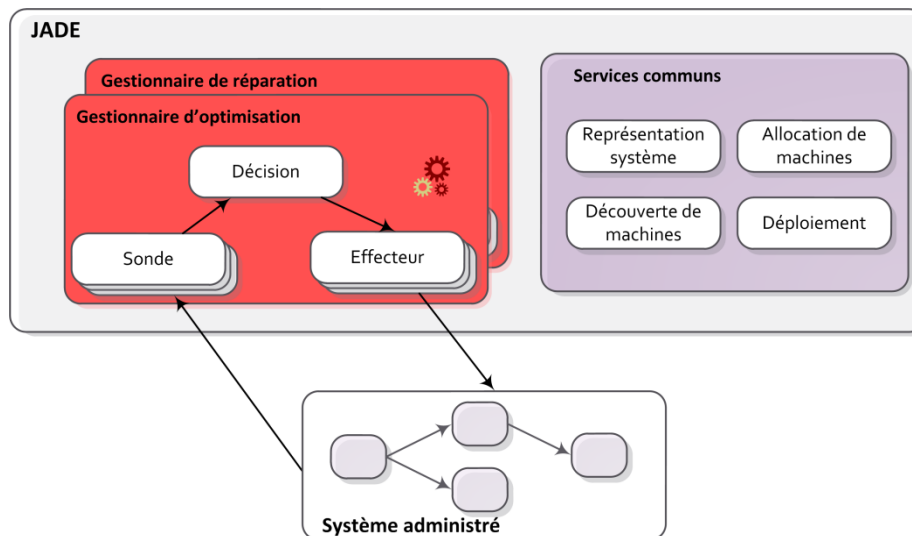 JADE
Gestionnaire de réparation
Gestionnaire d'optimisation
Décision
Sonde
Effecteur
Services communs
Représentation
système
Allocation de
machines
Découverte de
machines
Déploiement
Système administré